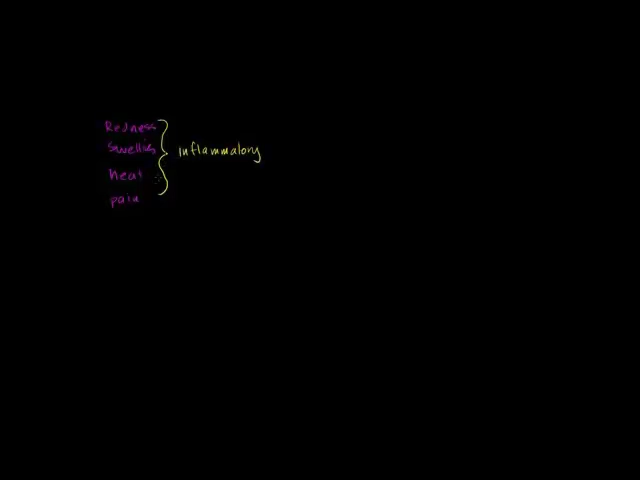 Redness
Swelling
heat
pain
inflammatory